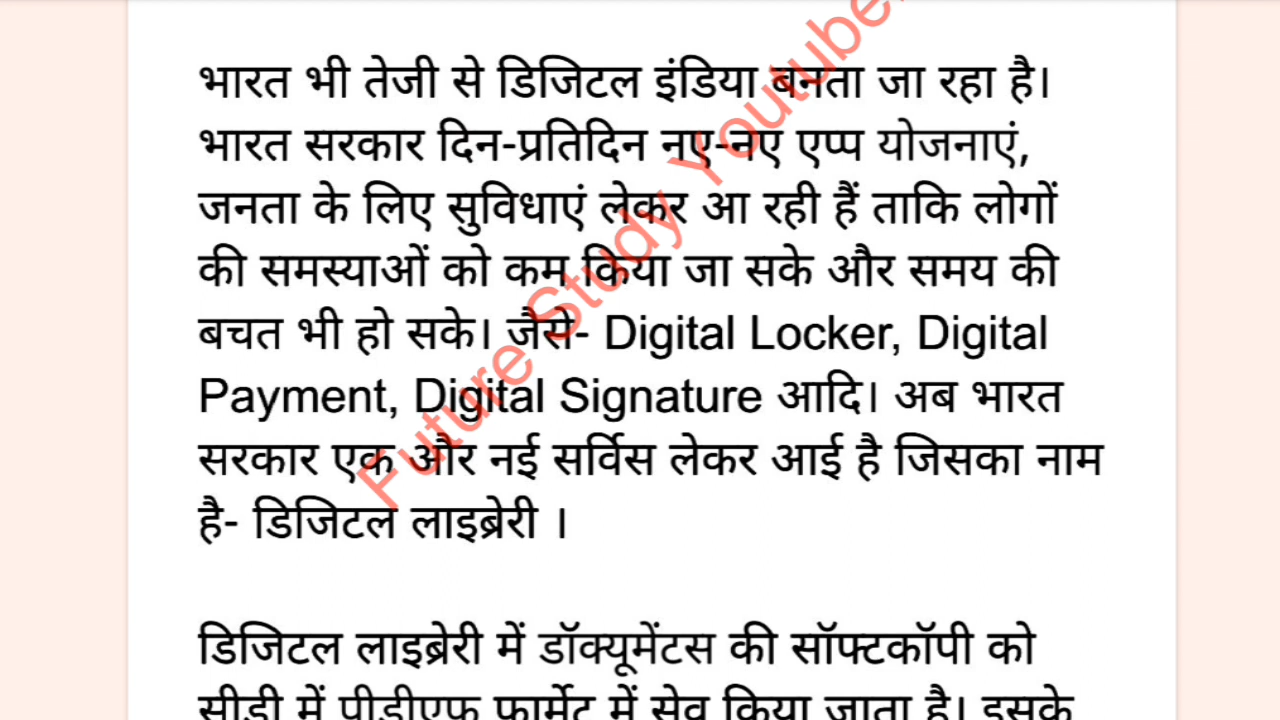 भारत भी तेजी से डिजिटल इंडिया बनता जा रहा है।
भारत सरकार दिन-प्रतिदिन नए-नए एप्प योजनाएं,
जनता के लिए सुविधाएं लेकर आ रही हैं ताकि लोगों
की समस्याओं को कम किया जा सके और समय की
बचत भी हो सके। जैसे- Digital Locker, Digital
Payment, Digital Signature आदि। अब भारत
सरकार एक और नई सर्विस लेकर आई है जिसका नाम
है- डिजिटल लाइब्रेरी ।
डिजिटल लाइब्रेरी में डॉक्यूमेंटस की सॉफ्टकॉपी को
सीडी में पीडीएफ फार्मेट में सेव किया जाता है। इसके
Future Study Youtube